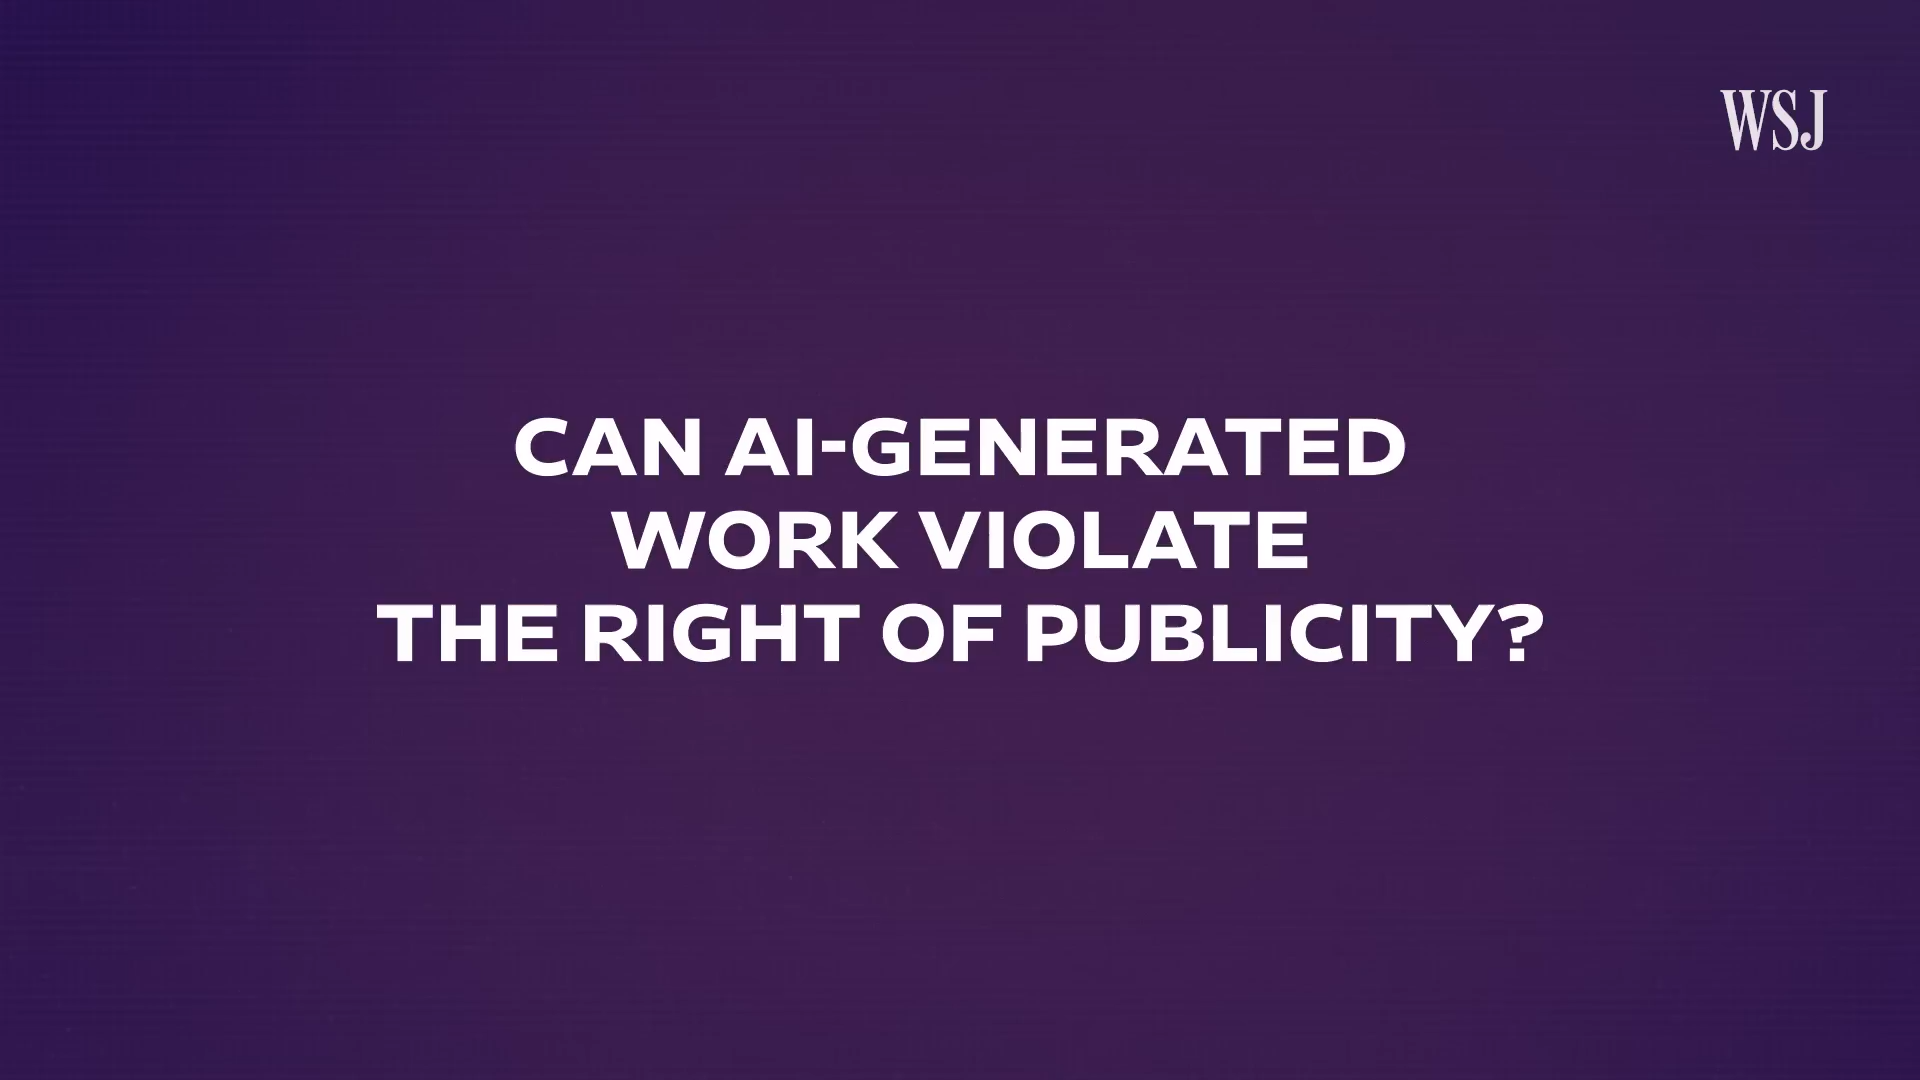 WSJ
CAN AI-GENERATED
WORK VIOLATE
THE RIGHT OF PUBLICITY?